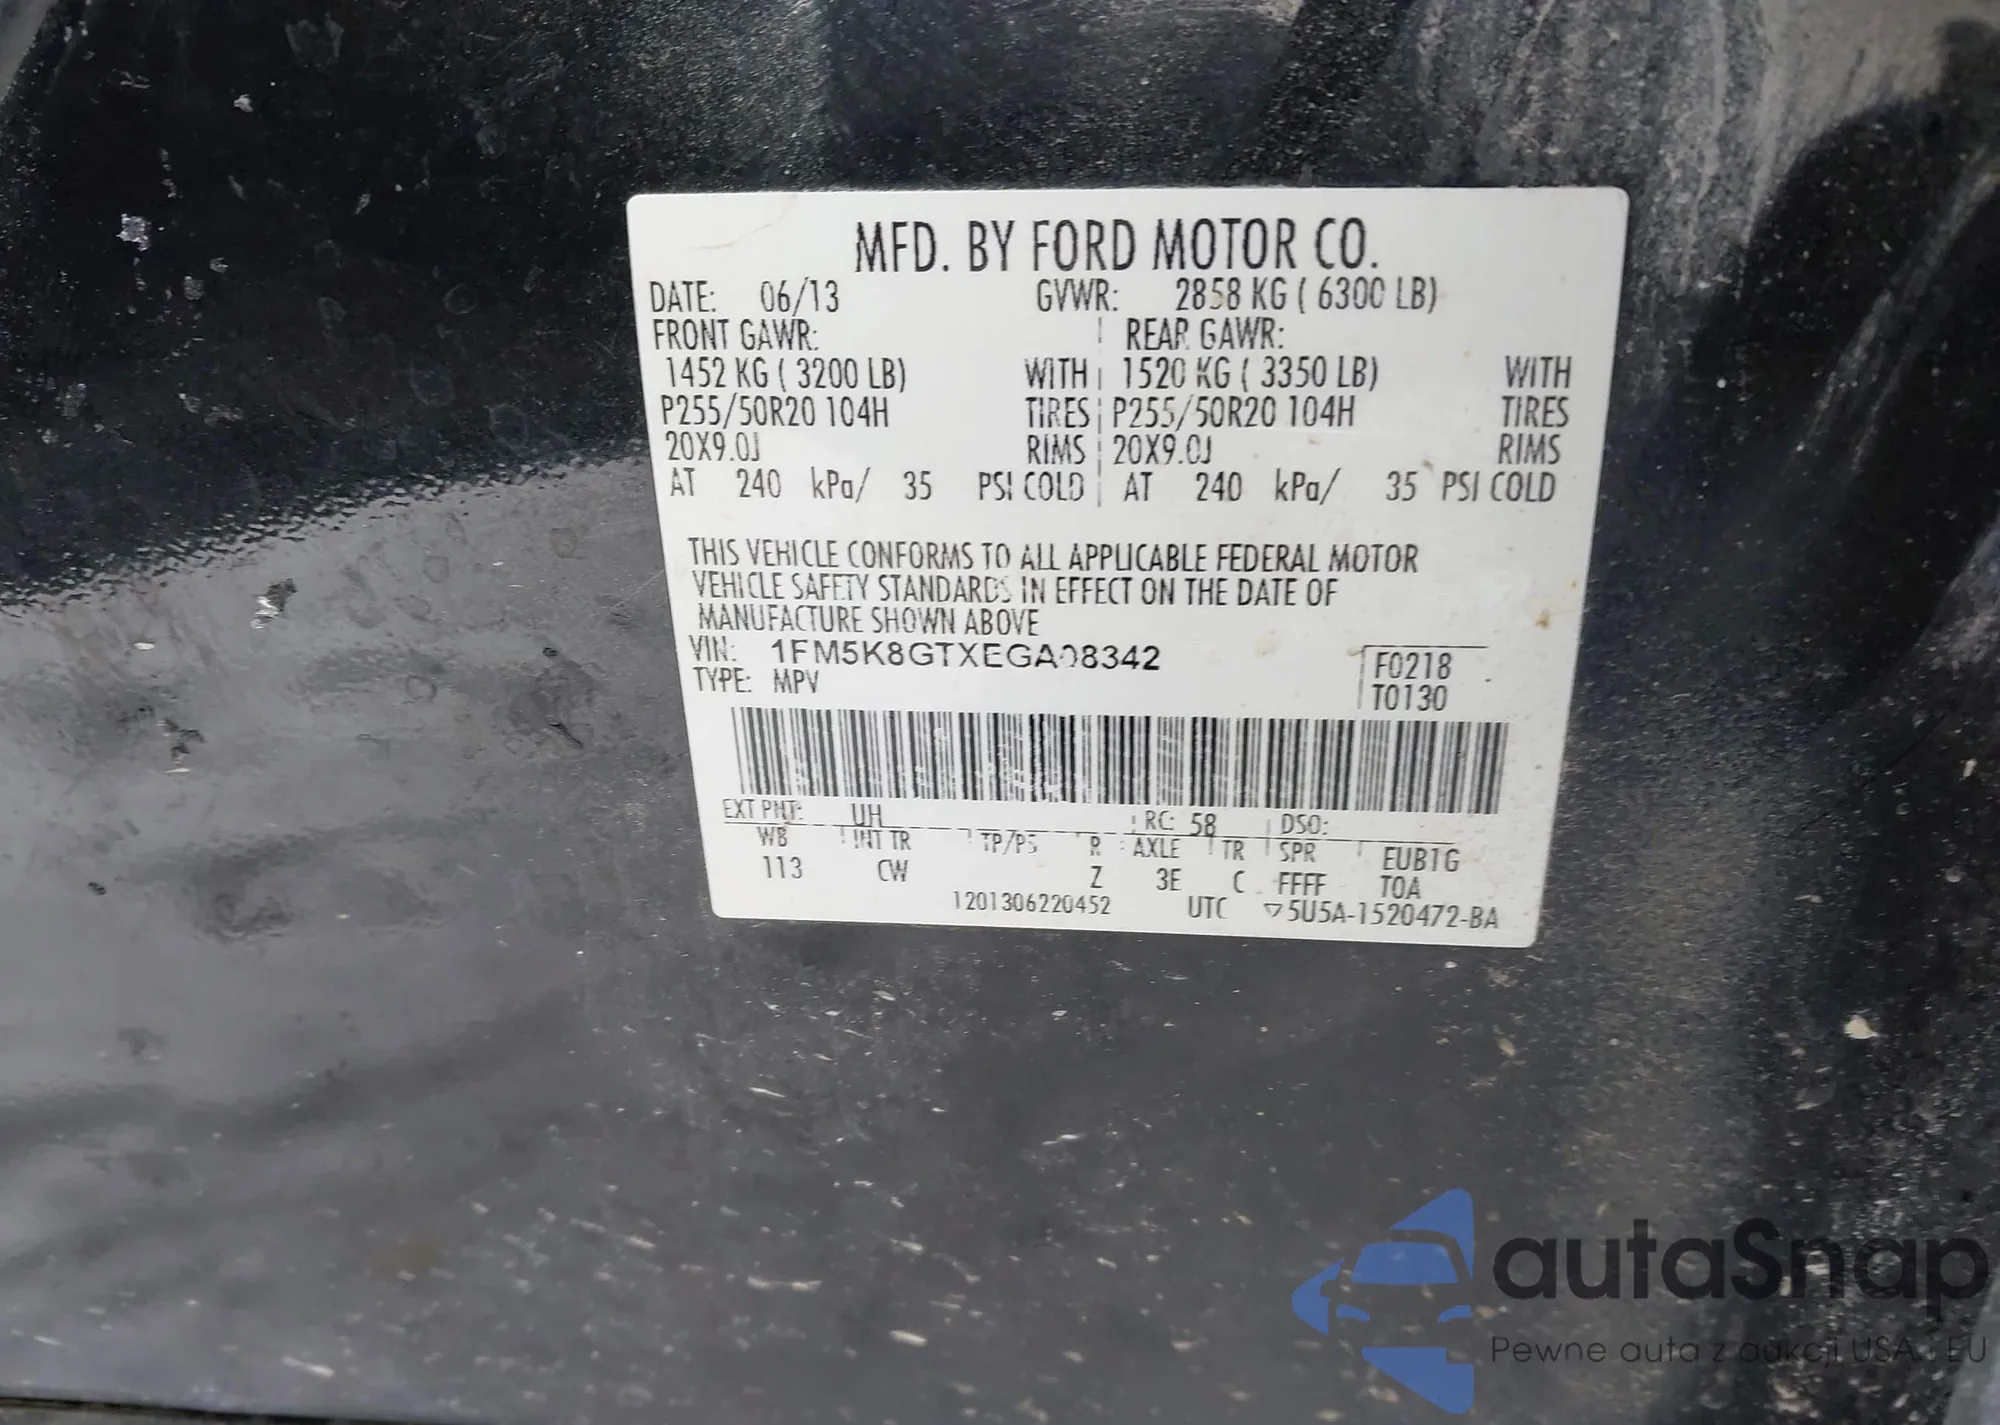 MFD. BY FORD MOTOR CO.
DATE: 06/13 GVWR: 2858 KG ( 6300 LB)
FRONT GAWR: REAR GAWR:
1452 KG ( 3200 LB) WITH 1520 KG ( 3350 LB) WITH
P255/50R20 104H TIRES P255/50R20 104H TIRES
20X9.0J RIMS 20X9.0J RIMS
AT 240 kPa/ 35 PSI COLD AT 240 kPa/ 35 PSI COLD
THIS VEHICLE CONFORMS TO ALL APPLICABLE FEDERAL MOTOR
VEHICLE SAFETY STANDARDS IN EFFECT ON THE DATE OF
MANUFACTURE SHOWN ABOVE
VIN: 1FM5K8GTXEGA08342
TYPE: MPV
F0218
T0130
EXT PNT: UH RC: 58 DSO:
WB INT TR TP/PS R AXLE TR SPR EUB1G
113 CW Z 3E C FFFF T0A
1201306220452 UTC ▽5U5A-1520472-BA
autaSnap
Pewne auta z aukcji USA i EU